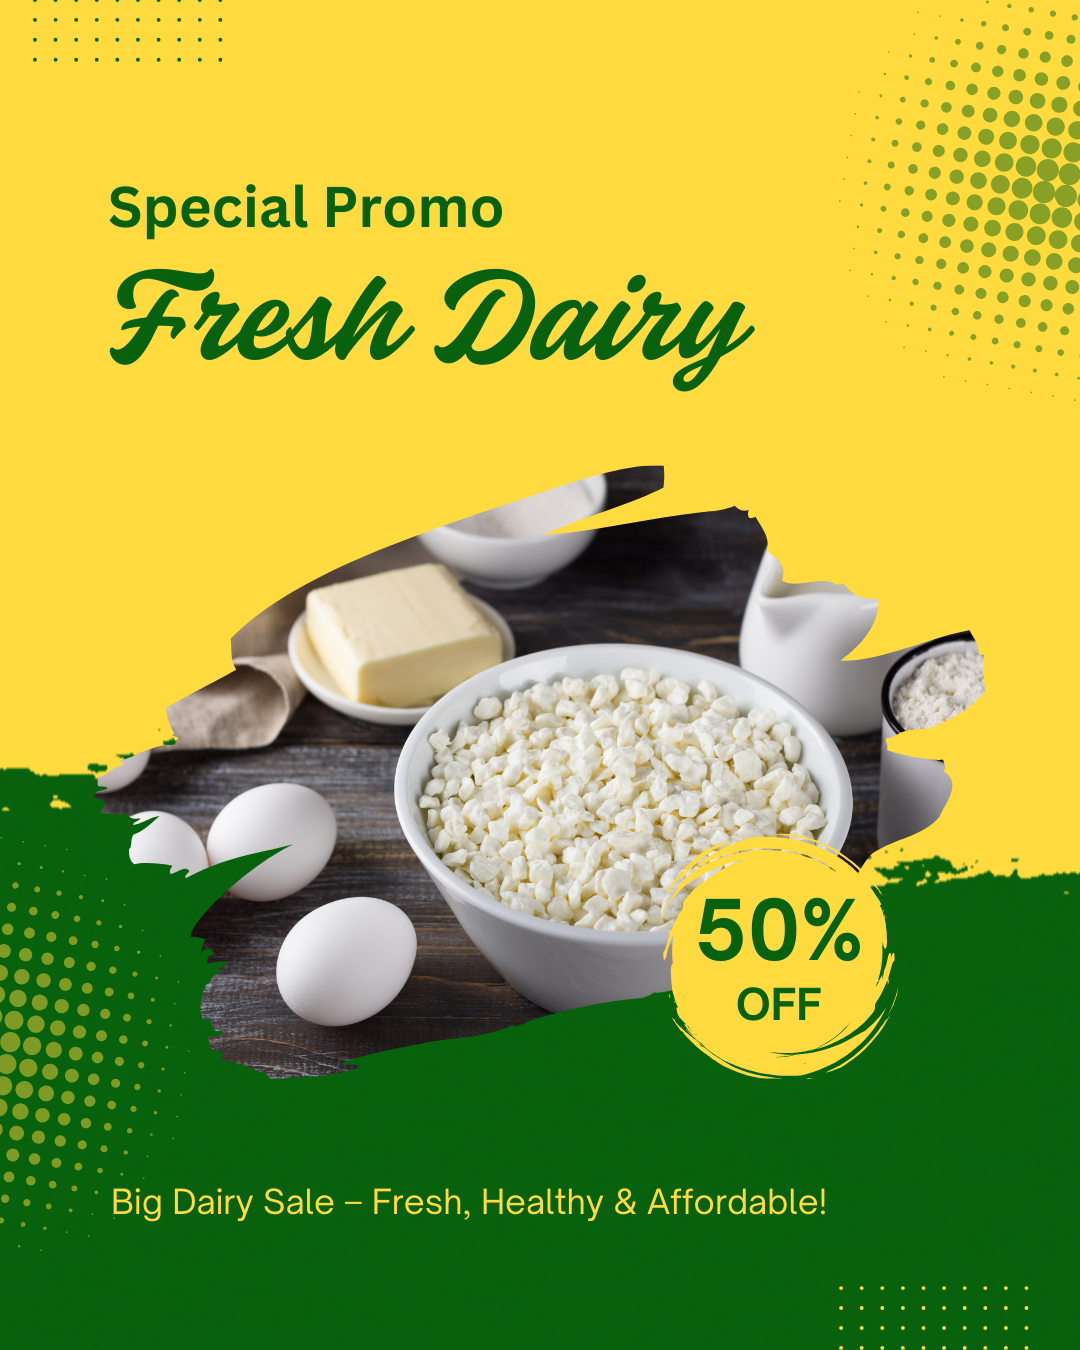 Special Promo
Fresh Dairy
50%
OFF
Big Dairy Sale – Fresh, Healthy & Affordable!